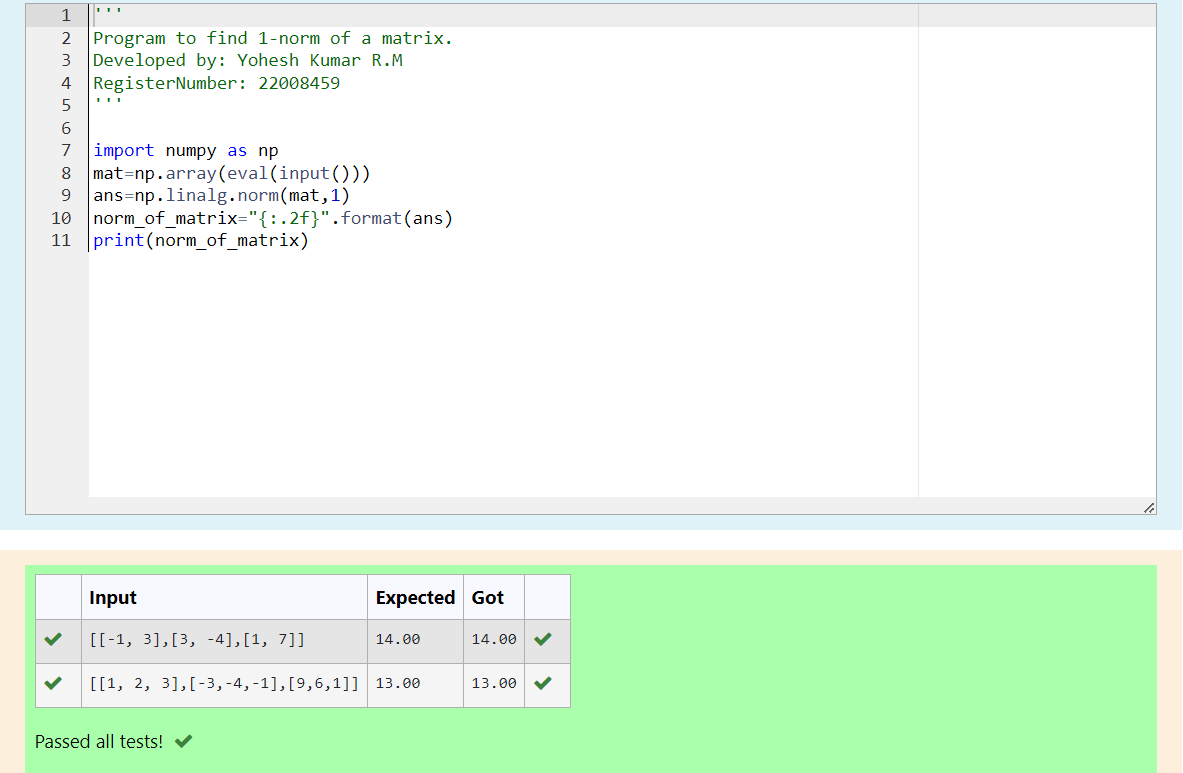 1 '''
2 Program to find 1-norm of a matrix.
3 Developed by: Yohesh Kumar R.M
4 RegisterNumber: 22008459
5 '''
6
7 import numpy as np
8 mat=np.array(eval(input()))
9 ans=np.linalg.norm(mat,1)
10 norm_of_matrix="{:.2f}".format(ans)
11 print(norm_of_matrix)
Input Expected Got
[[-1, 3],[3, -4],[1, 7]] 14.00 14.00
[[1, 2, 3],[-3,-4,-1],[9,6,1]] 13.00 13.00
Passed all tests!